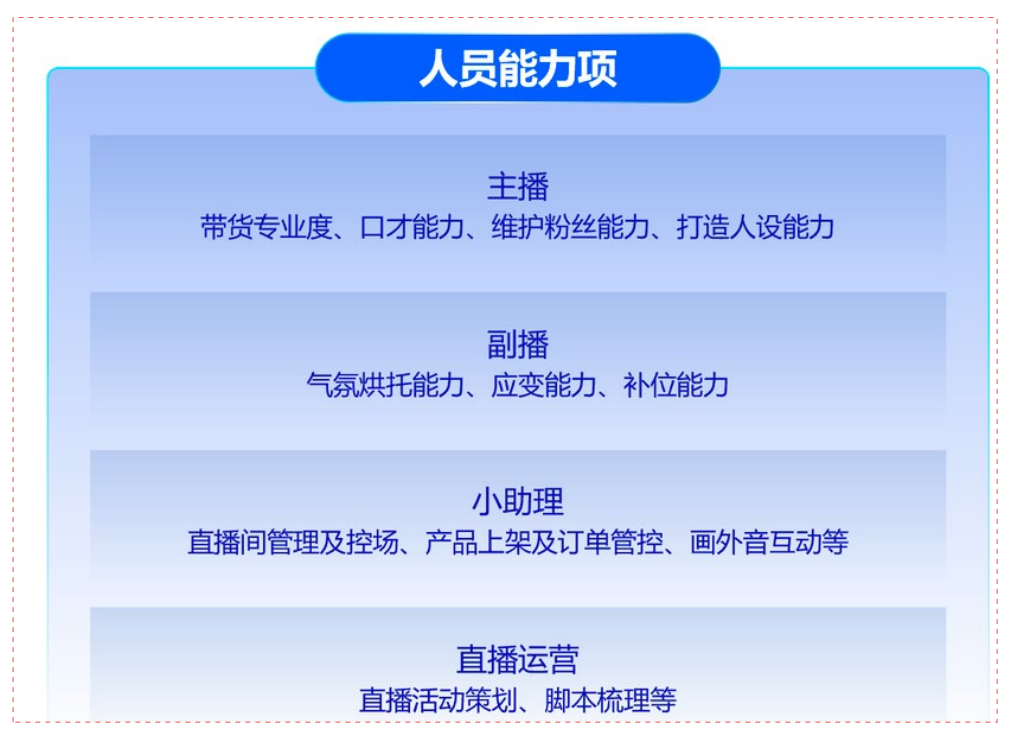 人员能力项
主播
带货专业度、口才能力、维护粉丝能力、打造人设能力
副播
气氛烘托能力、应变能力、补位能力
小助理
直播间管理及控场、产品上架及订单管控、画外音互动等
直播运营
直播活动策划、脚本梳理等